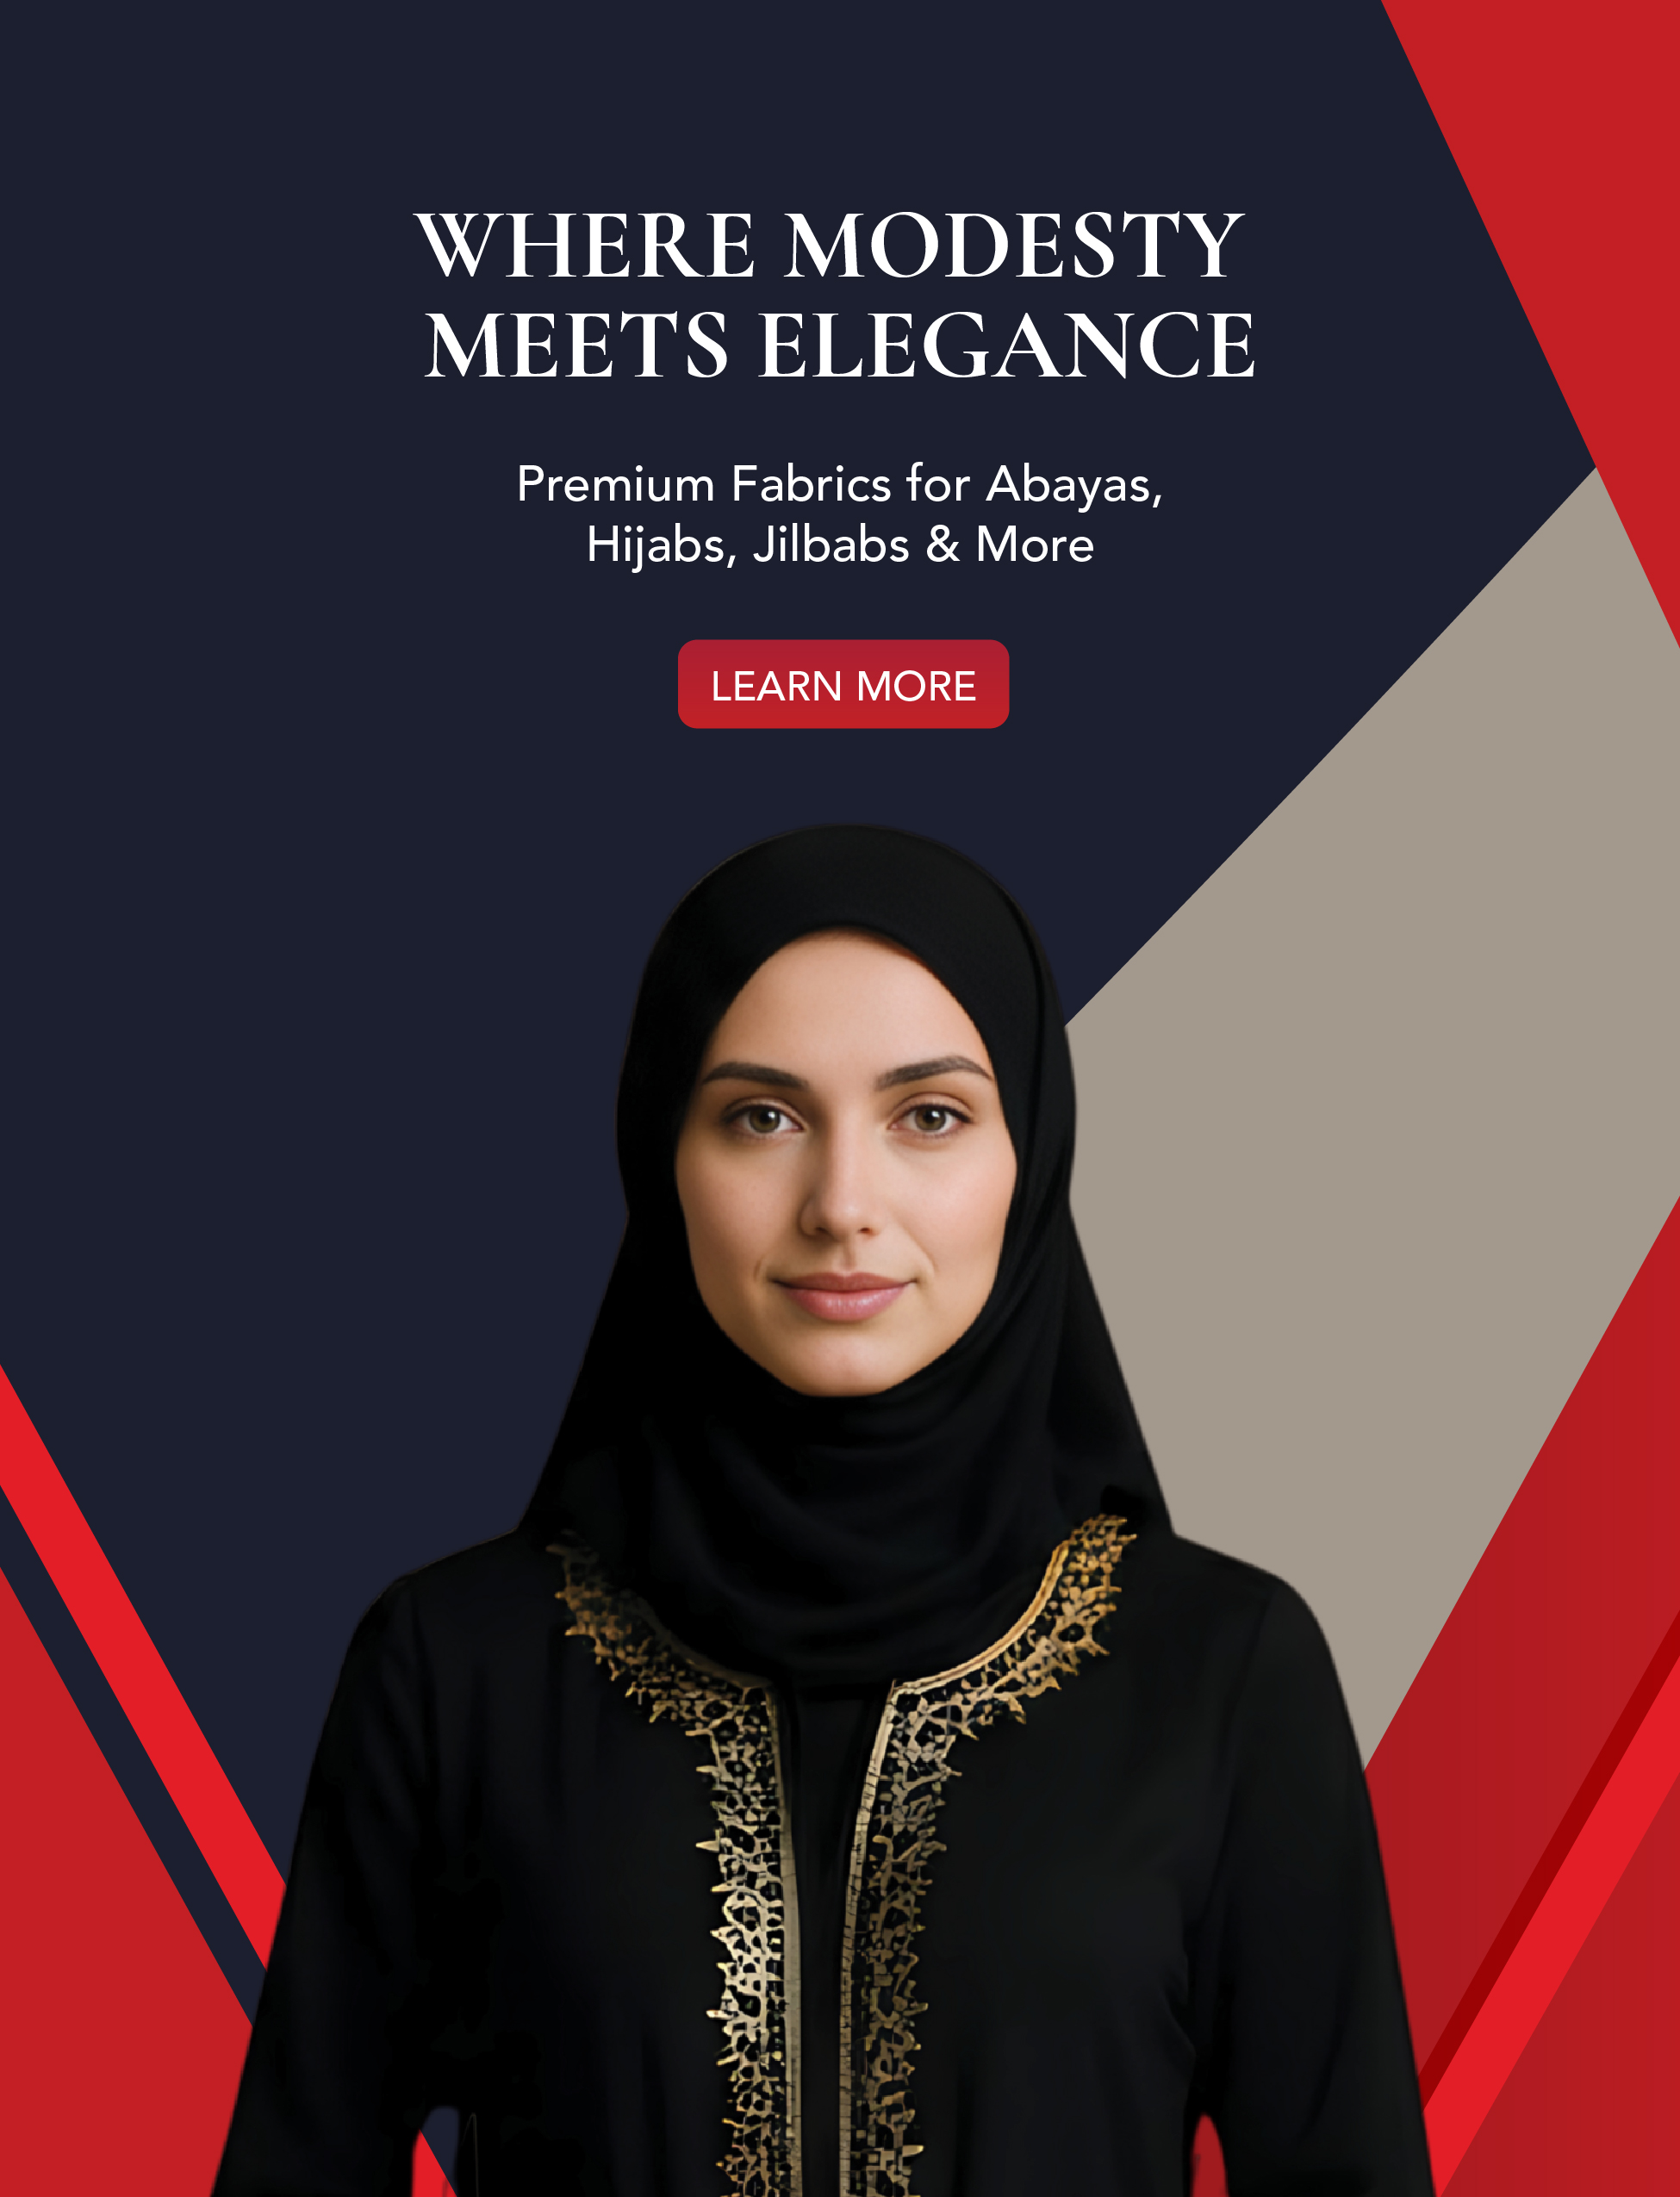 WHERE MODESTY
MEETS ELEGANCE
Premium Fabrics for Abayas,
Hijabs, Jilbabs & More
LEARN MORE